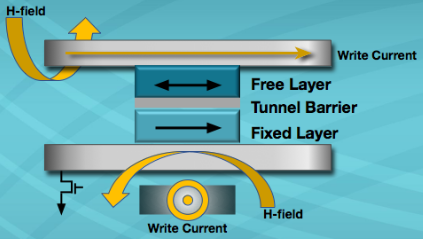 H-field
Write Current
Free Layer
Tunnel Barrier
Fixed Layer
H-field
Write Current